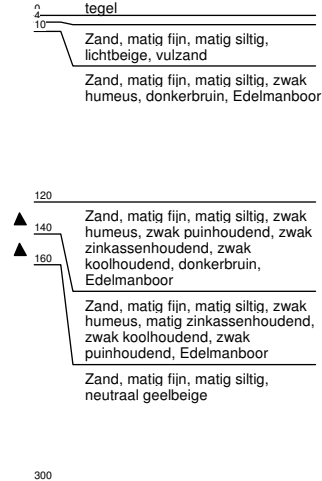 0
tegel
4
10
Zand, matig fijn, matig siltig,
lichtbeige, vulzand
Zand, matig fijn, matig siltig, zwak
humeus, donkerbruin, Edelmanboor
120
Zand, matig fijn, matig siltig, zwak
humeus, zwak puinhoudend, zwak
zinkassenhoudend, zwak
koolhoudend, donkerbruin,
Edelmanboor
140
160
Zand, matig fijn, matig siltig, zwak
humeus, matig zinkassenhoudend,
zwak koolhoudend, zwak
puinhoudend, Edelmanboor
Zand, matig fijn, matig siltig,
neutraal geelbeige
300